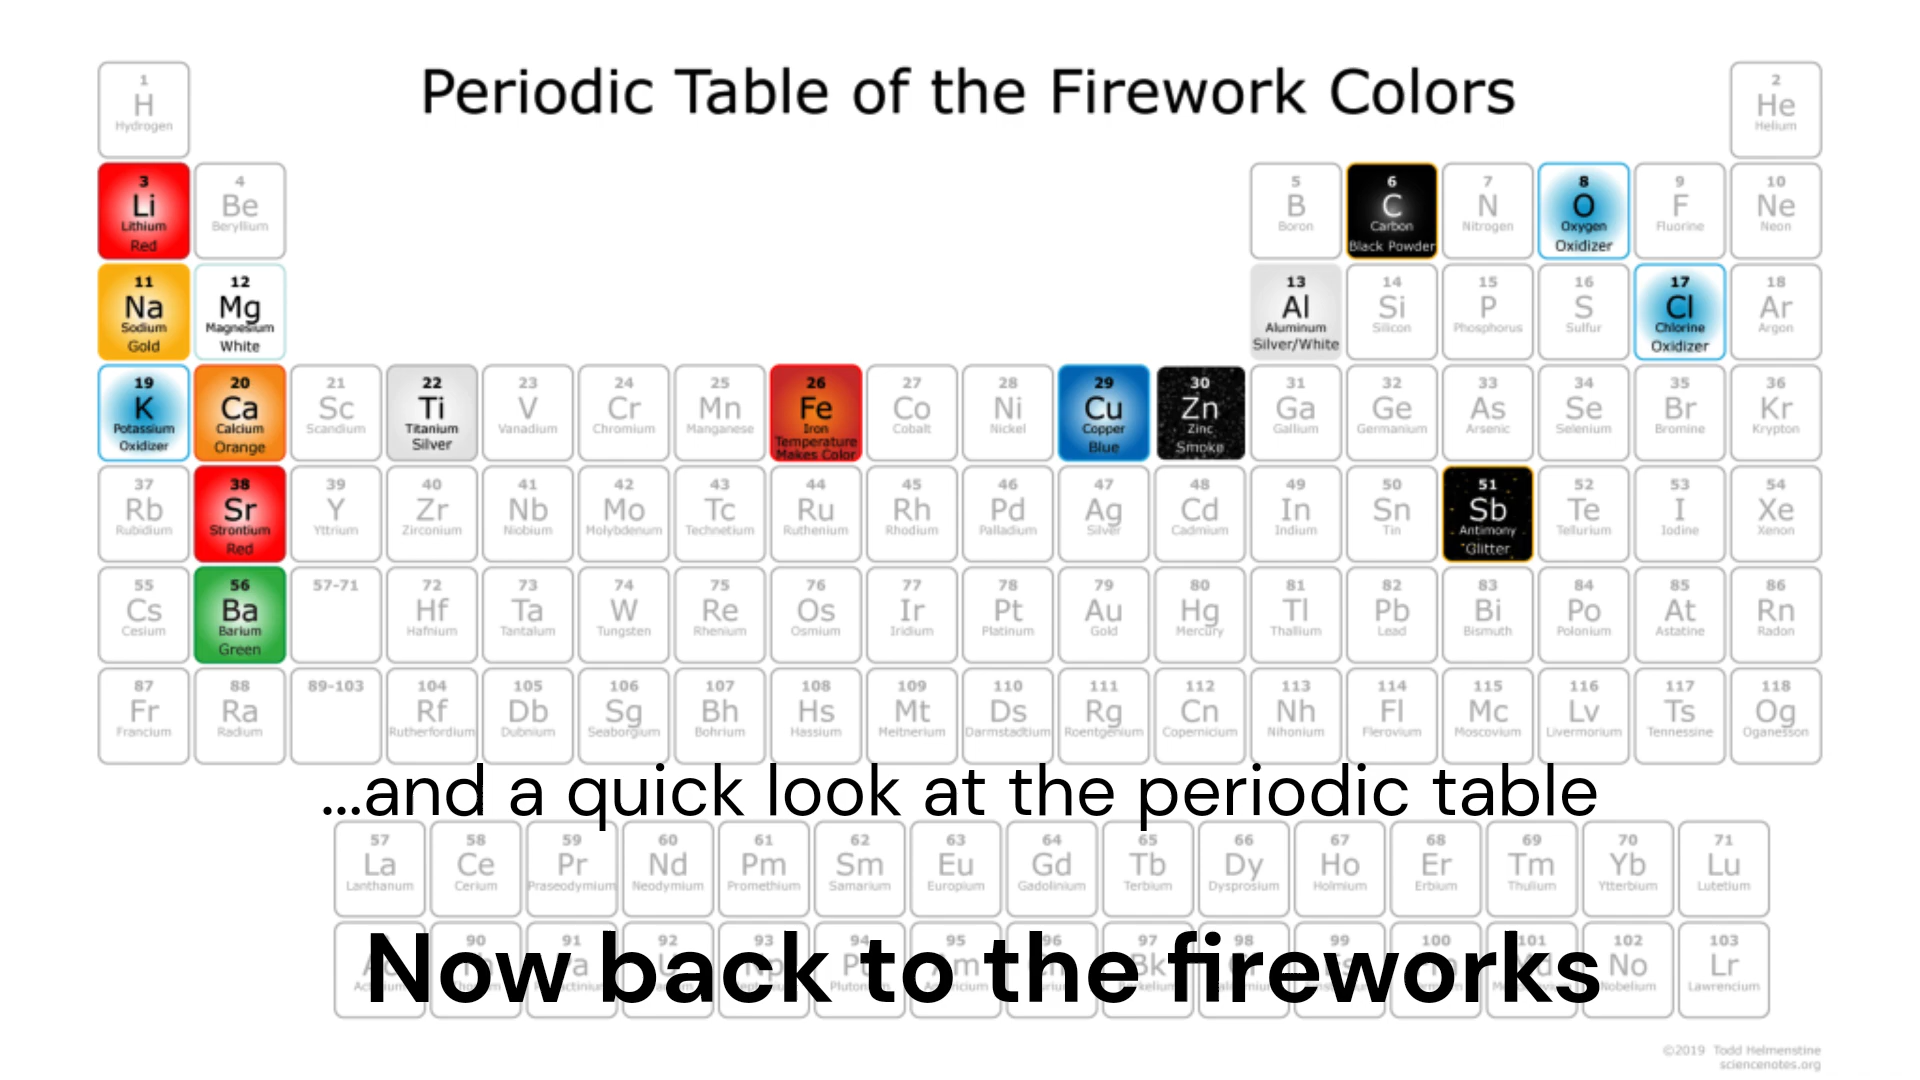 Periodic Table of the Firework Colors
1
H
Hydrogen
2
He
Helium
3
Li
Lithium
Red
4
Be
Beryllium
5
B
Boron
6
C
Carbon
Black Powder
7
N
Nitrogen
8
O
Oxygen
Oxidizer
9
F
Fluorine
10
Ne
Neon
11
Na
Sodium
Gold
12
Mg
Magnesium
White
13
Al
Aluminum
Silver/White
14
Si
Silicon
15
P
Phosphorus
16
S
Sulfur
17
Cl
Chlorine
Oxidizer
18
Ar
Argon
19
K
Potassium
Oxidizer
20
Ca
Calcium
Orange
21
Sc
Scandium
22
Ti
Titanium
Silver
23
V
Vanadium
24
Cr
Chromium
25
Mn
Manganese
26
Fe
Iron
Temperature
Makes Color
27
Co
Cobalt
28
Ni
Nickel
29
Cu
Copper
Blue
30
Zn
Zinc
Smoke
31
Ga
Gallium
32
Ge
Germanium
33
As
Arsenic
34
Se
Selenium
35
Br
Bromine
36
Kr
Krypton
37
Rb
Rubidium
38
Sr
Strontium
Red
39
Y
Yttrium
40
Zr
Zirconium
41
Nb
Niobium
42
Mo
Molybdenum
43
Tc
Technetium
44
Ru
Ruthenium
45
Rh
Rhodium
46
Pd
Palladium
47
Ag
Silver
48
Cd
Cadmium
49
In
Indium
50
Sn
Tin
51
Sb
Antimony
Glitter
52
Te
Tellurium
53
I
Iodine
54
Xe
Xenon
55
Cs
Cesium
56
Ba
Barium
Green
57-71
72
Hf
Hafnium
73
Ta
Tantalum
74
W
Tungsten
75
Re
Rhenium
76
Os
Osmium
77
Ir
Iridium
78
Pt
Platinum
79
Au
Gold
80
Hg
Mercury
81
Tl
Thallium
82
Pb
Lead
83
Bi
Bismuth
84
Po
Polonium
85
At
Astatine
86
Rn
Radon
87
Fr
Francium
88
Ra
Radium
89-103
104
Rf
Rutherfordium
105
Db
Dubnium
106
Sg
Seaborgium
107
Bh
Bohrium
108
Hs
Hassium
109
Mt
Meitnerium
110
Ds
Darmstadtium
111
Rg
Roentgenium
112
Cn
Copernicium
113
Nh
Nihonium
114
Fl
Flerovium
115
Mc
Moscovium
116
Lv
Livermorium
117
Ts
Tennessine
118
Og
Oganesson
...and a quick look at the periodic table
57
La
Lanthanum
58
Ce
Cerium
59
Pr
Praseodymium
60
Nd
Neodymium
61
Pm
Promethium
62
Sm
Samarium
63
Eu
Europium
64
Gd
Gadolinium
65
Tb
Terbium
66
Dy
Dysprosium
67
Ho
Holmium
68
Er
Erbium
69
Tm
Thulium
70
Yb
Ytterbium
71
Lu
Lutetium
Now back to the fireworks
90
91
92
93
94
95
Am
96
97
Bk
98
99
100
101
102
No
Nobelium
103
Lr
Lawrencium
©2019 Todd Helmenstine
sciencenotes.org